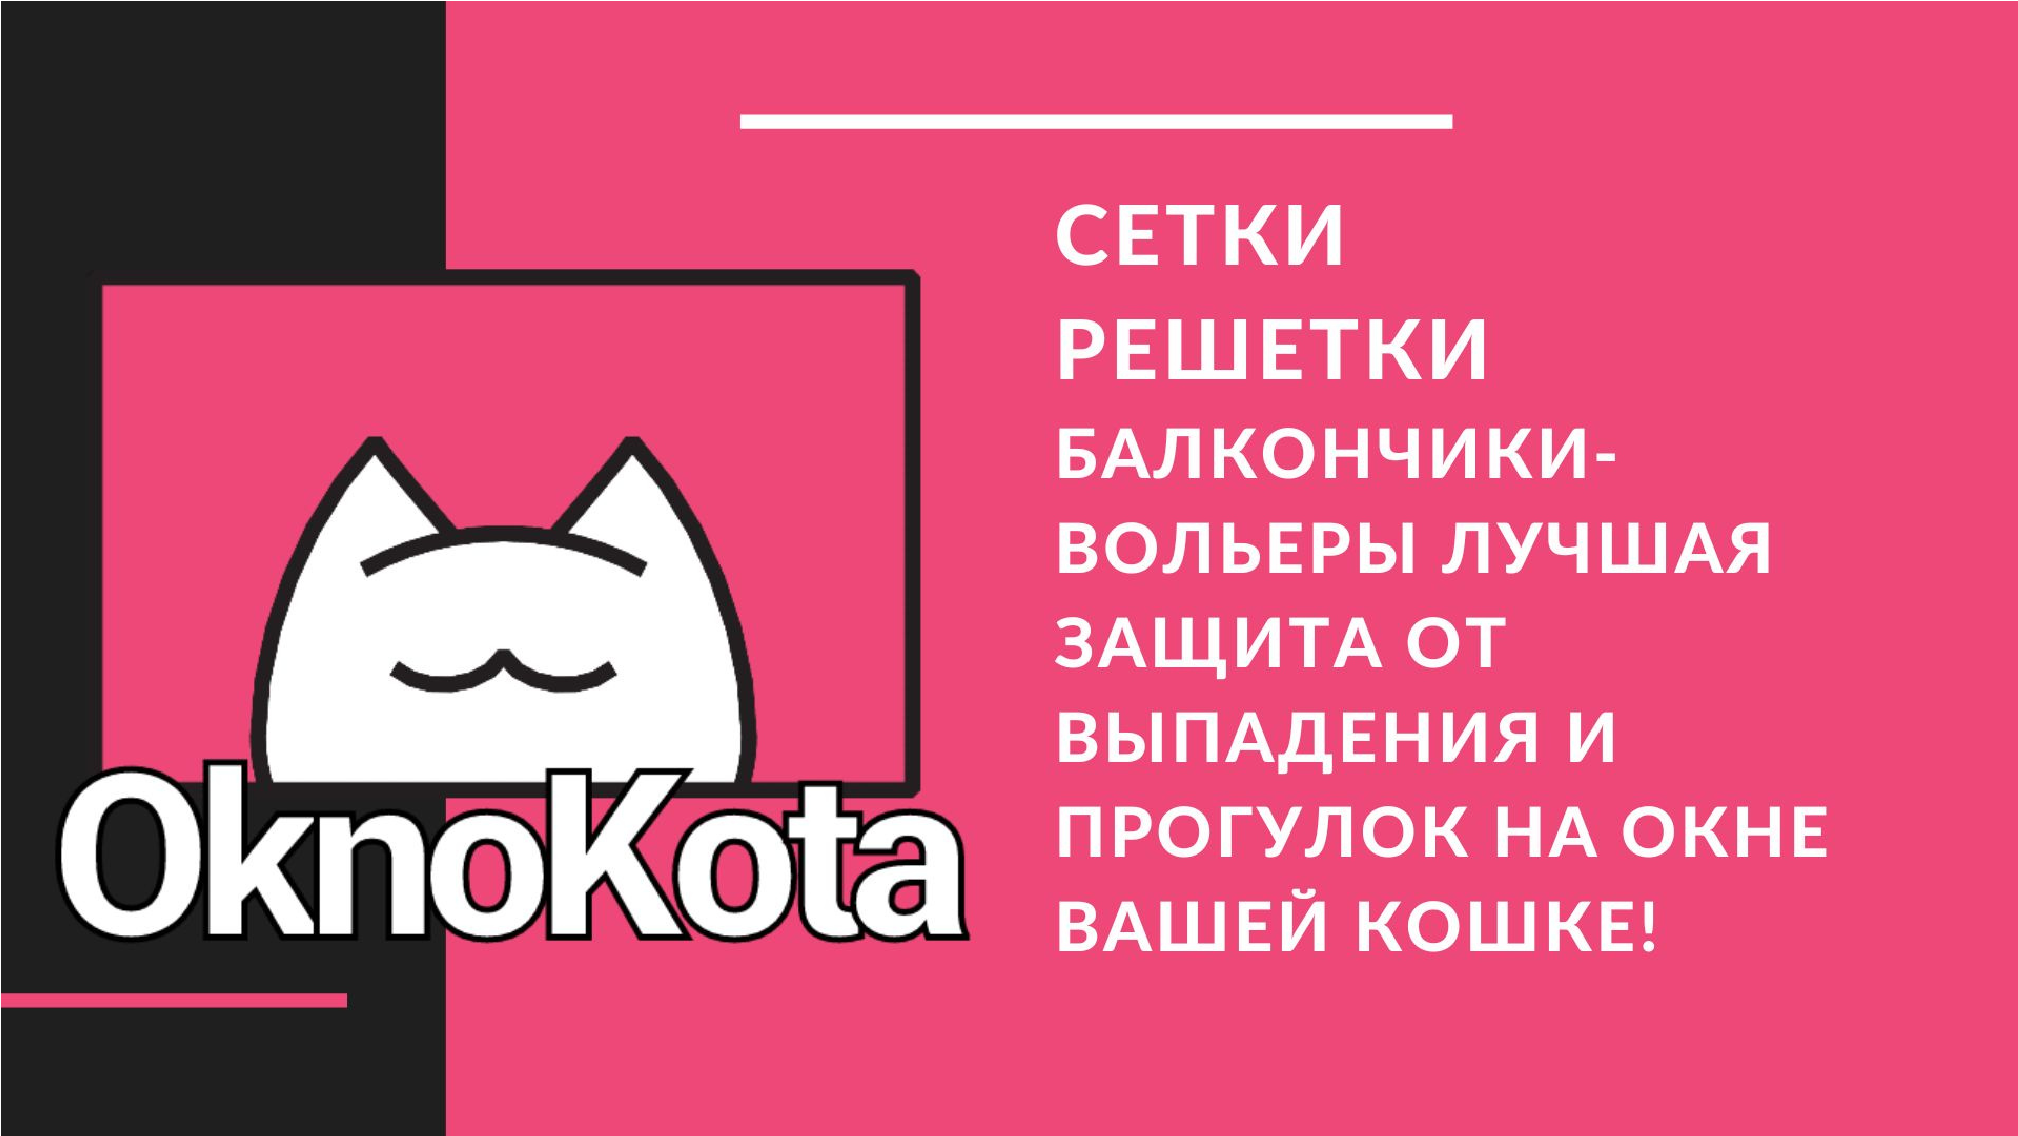 OknoKota
СЕТКИ
РЕШЕТКИ
БАЛКОНЧИКИ-
ВОЛЬЕРЫ ЛУЧШАЯ
ЗАЩИТА ОТ
ВЫПАДЕНИЯ И
ПРОГУЛОК НА ОКНЕ
ВАШЕЙ КОШКЕ!